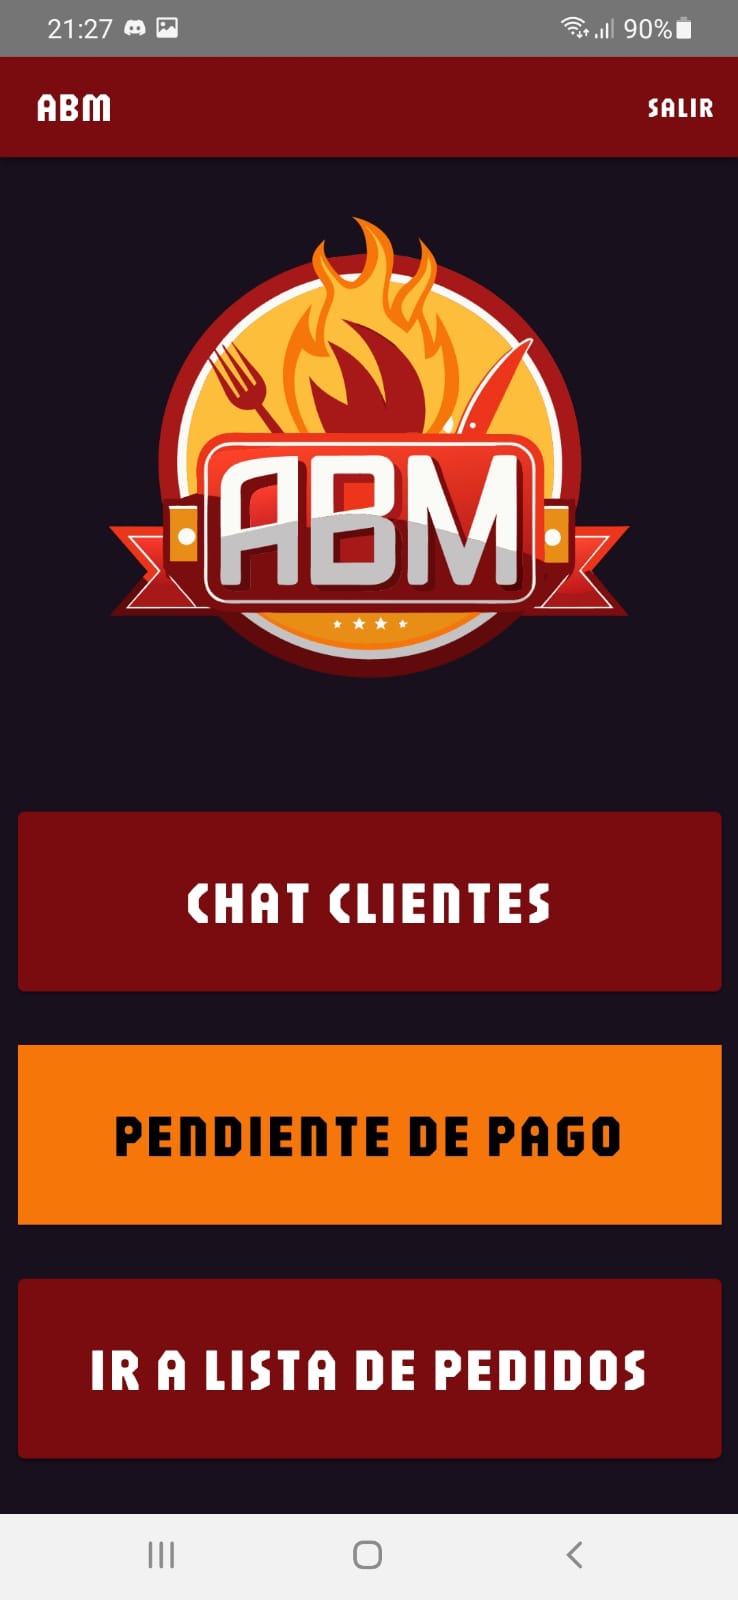 21:27 90%
ABM SALIR
ABM
CHAT CLIENTES
PENDIENTE DE PAGO
IR A LISTA DE PEDIDOS